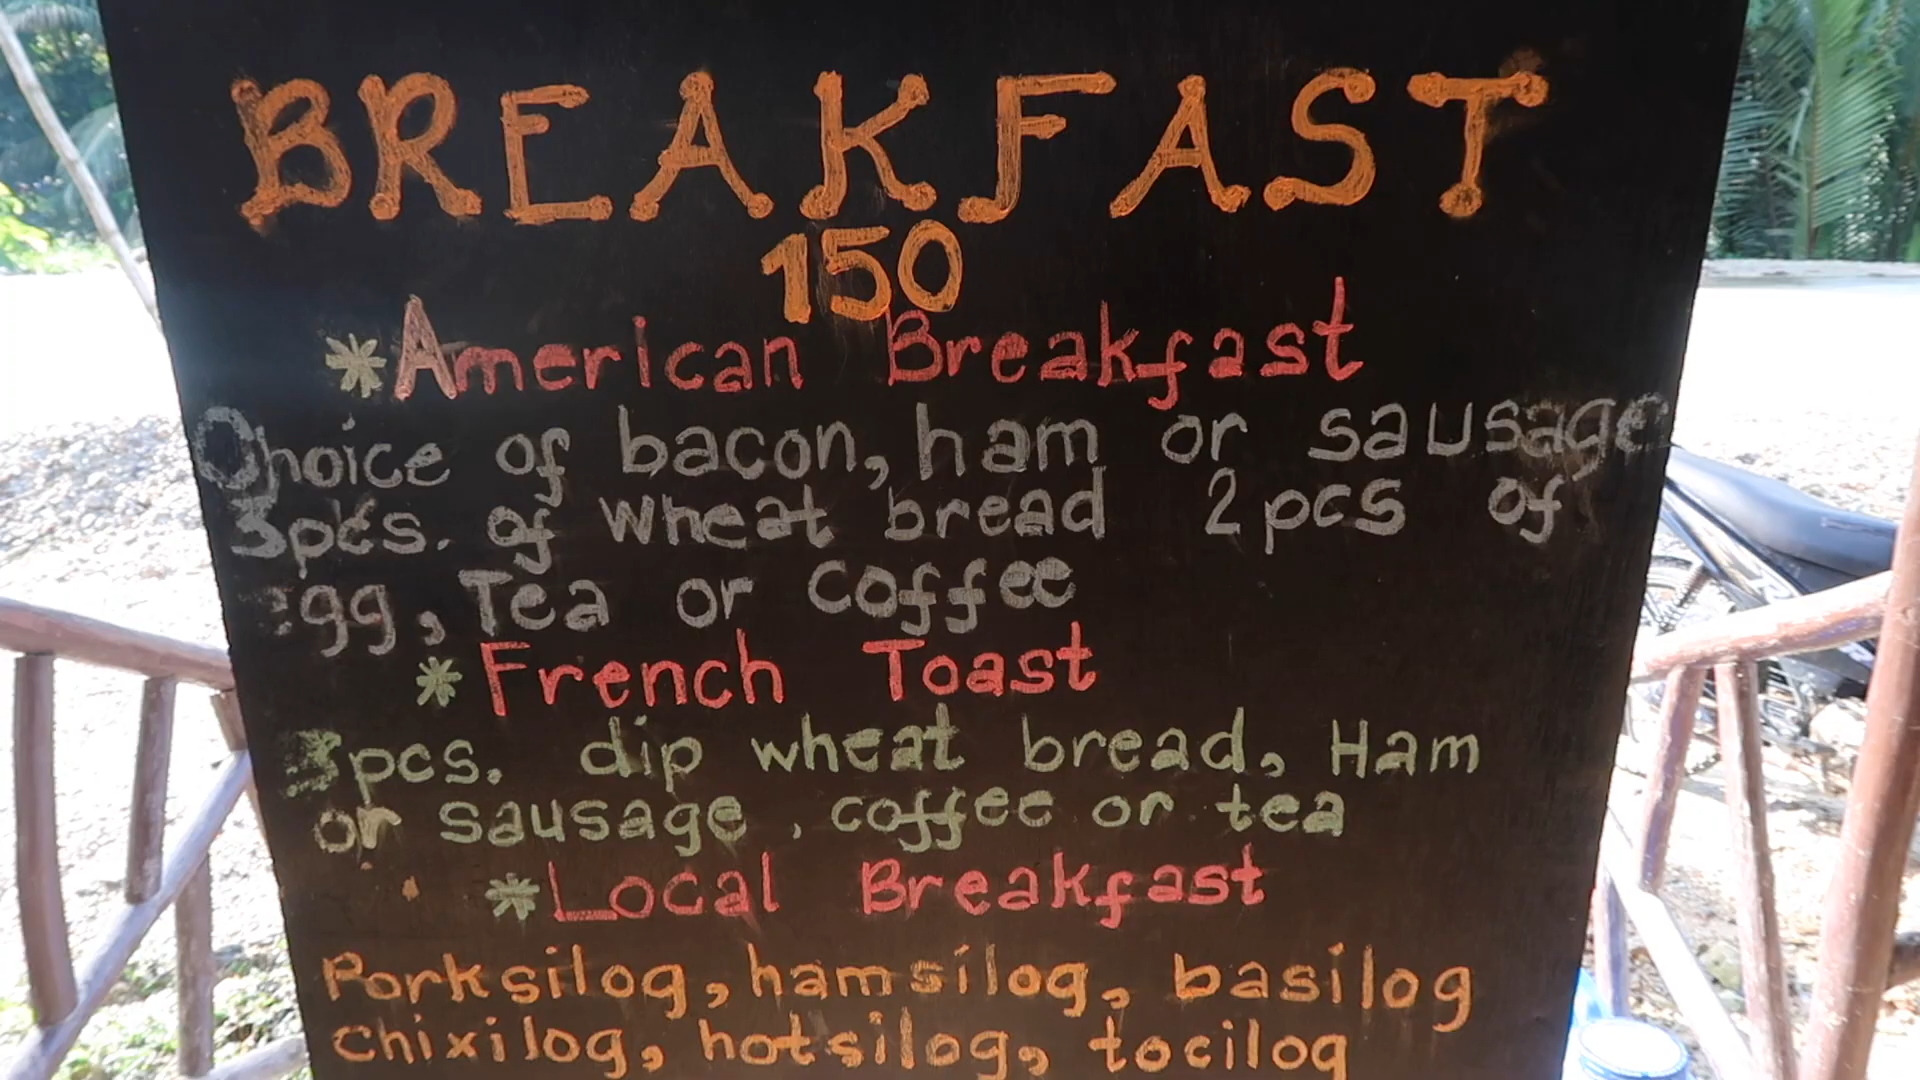 BREAKFAST
150
*American Breakfast
Choice of bacon, ham or sausage
3pcs. of wheat bread 2pcs of
egg, Tea or coffee
*French Toast
3pcs. dip wheat bread, Ham
or sausage, coffee or tea
*Local Breakfast
Porksilog, hamsilog, basilog
chixilog, hotsilog, tocilog